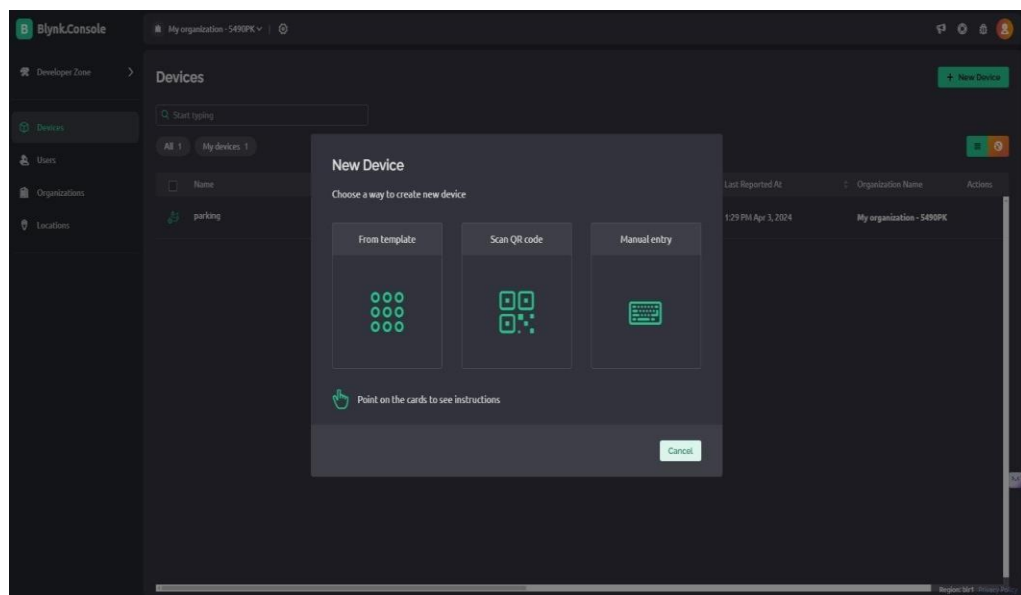 B Blynk.Console
My organization - 5490PK
Developer Zone
Devices
+ New Device
Start typing
Devices
All 1 My devices 1
Users
Name Last Reported At Organization Name Actions
Organizations
parking 1:29 PM Apr 3, 2024 My organization - 5490PK
Locations
New Device
Choose a way to create new device
From template Scan QR code Manual entry
Point on the cards to see instructions
Cancel
Privacy Policy